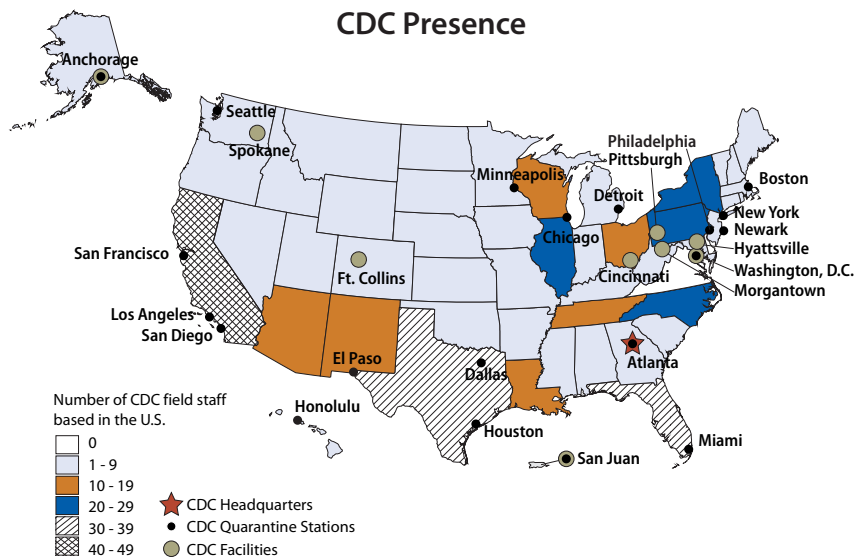 CDC Presence
Anchorage
Seattle
Spokane
Philadelphia
Pittsburgh
Minneapolis
Detroit
Boston
New York
Newark
Hyattsville
Washington, D.C.
Morgantown
Chicago
Cincinnati
San Francisco
Ft. Collins
Los Angeles
San Diego
El Paso
Dallas
Atlanta
Honolulu
Houston
Miami
San Juan
Number of CDC field staff
based in the U.S.
0
1 - 9
10 - 19
20 - 29
30 - 39
40 - 49
CDC Headquarters
CDC Quarantine Stations
CDC Facilities